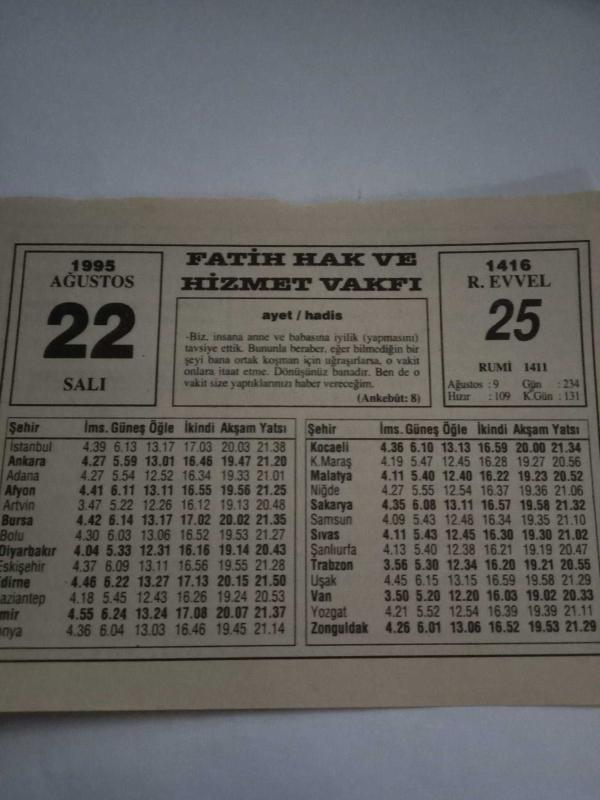 1995
AĞUSTOS
22
SALI
FATİH HAK VE
HİZMET VAKFI
ayet / hadis
-Biz, insana anne ve babasına iyilik (yapmasını)
tavsiye ettik. Bununla beraber, eğer bilmediğin bir
şeyi bana ortak koşman için uğraşırlarsa, o vakit
onlara itaat etme. Dönüşünüz banadır. Ben de o
vakit size yaptıklarınızı haber vereceğim.
(Ankebût: 8)
1416
R. EVVEL
25
RUMİ 1411
Ağustos : 9 Gün : 234
Hızır : 109 K.Gün : 131
Şehir İms. Güneş Öğle İkindi Akşam Yatsı
İstanbul 4.39 6.13 13.17 17.03 20.03 21.38
Ankara 4.27 5.59 13.01 16.46 19.47 21.20
Adana 4.27 5.54 12.52 16.34 19.33 21.01
Afyon 4.41 6.11 13.11 16.55 19.56 21.25
Artvin 3.47 5.22 12.26 16.12 19.13 20.48
Bursa 4.42 6.14 13.17 17.02 20.02 21.35
Bolu 4.30 6.03 13.06 16.52 19.53 21.27
Diyarbakır 4.04 5.33 12.31 16.16 19.14 20.43
Eskişehir 4.37 6.09 13.11 16.56 19.55 21.28
dirne 4.46 6.22 13.27 17.13 20.15 21.50
aziantep 4.18 5.45 12.43 16.26 19.24 20.53
mir 4.55 6.24 13.24 17.08 20.07 21.37
onya 4.36 6.04 13.03 16.46 19.45 21.14
Şehir İms. Güneş Öğle İkindi Akşam Yatsı
Kocaeli 4.36 6.10 13.13 16.59 20.00 21.34
K.Maraş 4.19 5.47 12.45 16.28 19.27 20.56
Malatya 4.11 5.40 12.40 16.22 19.23 20.52
Niğde 4.27 5.55 12.54 16.37 19.36 21.06
Sakarya 4.35 6.08 13.11 16.57 19.58 21.32
Samsun 4.09 5.43 12.48 16.34 19.35 21.10
Sıvas 4.11 5.43 12.45 16.30 19.30 21.02
Şanlıurfa 4.13 5.40 12.38 16.21 19.19 20.47
Trabzon 3.56 5.30 12.34 16.20 19.21 20.55
Uşak 4.45 6.15 13.15 16.59 19.58 21.29
Van 3.50 5.20 12.20 16.03 19.02 20.33
Yozgat 4.21 5.52 12.54 16.39 19.39 21.11
Zonguldak 4.26 6.01 13.06 16.52 19.53 21.29